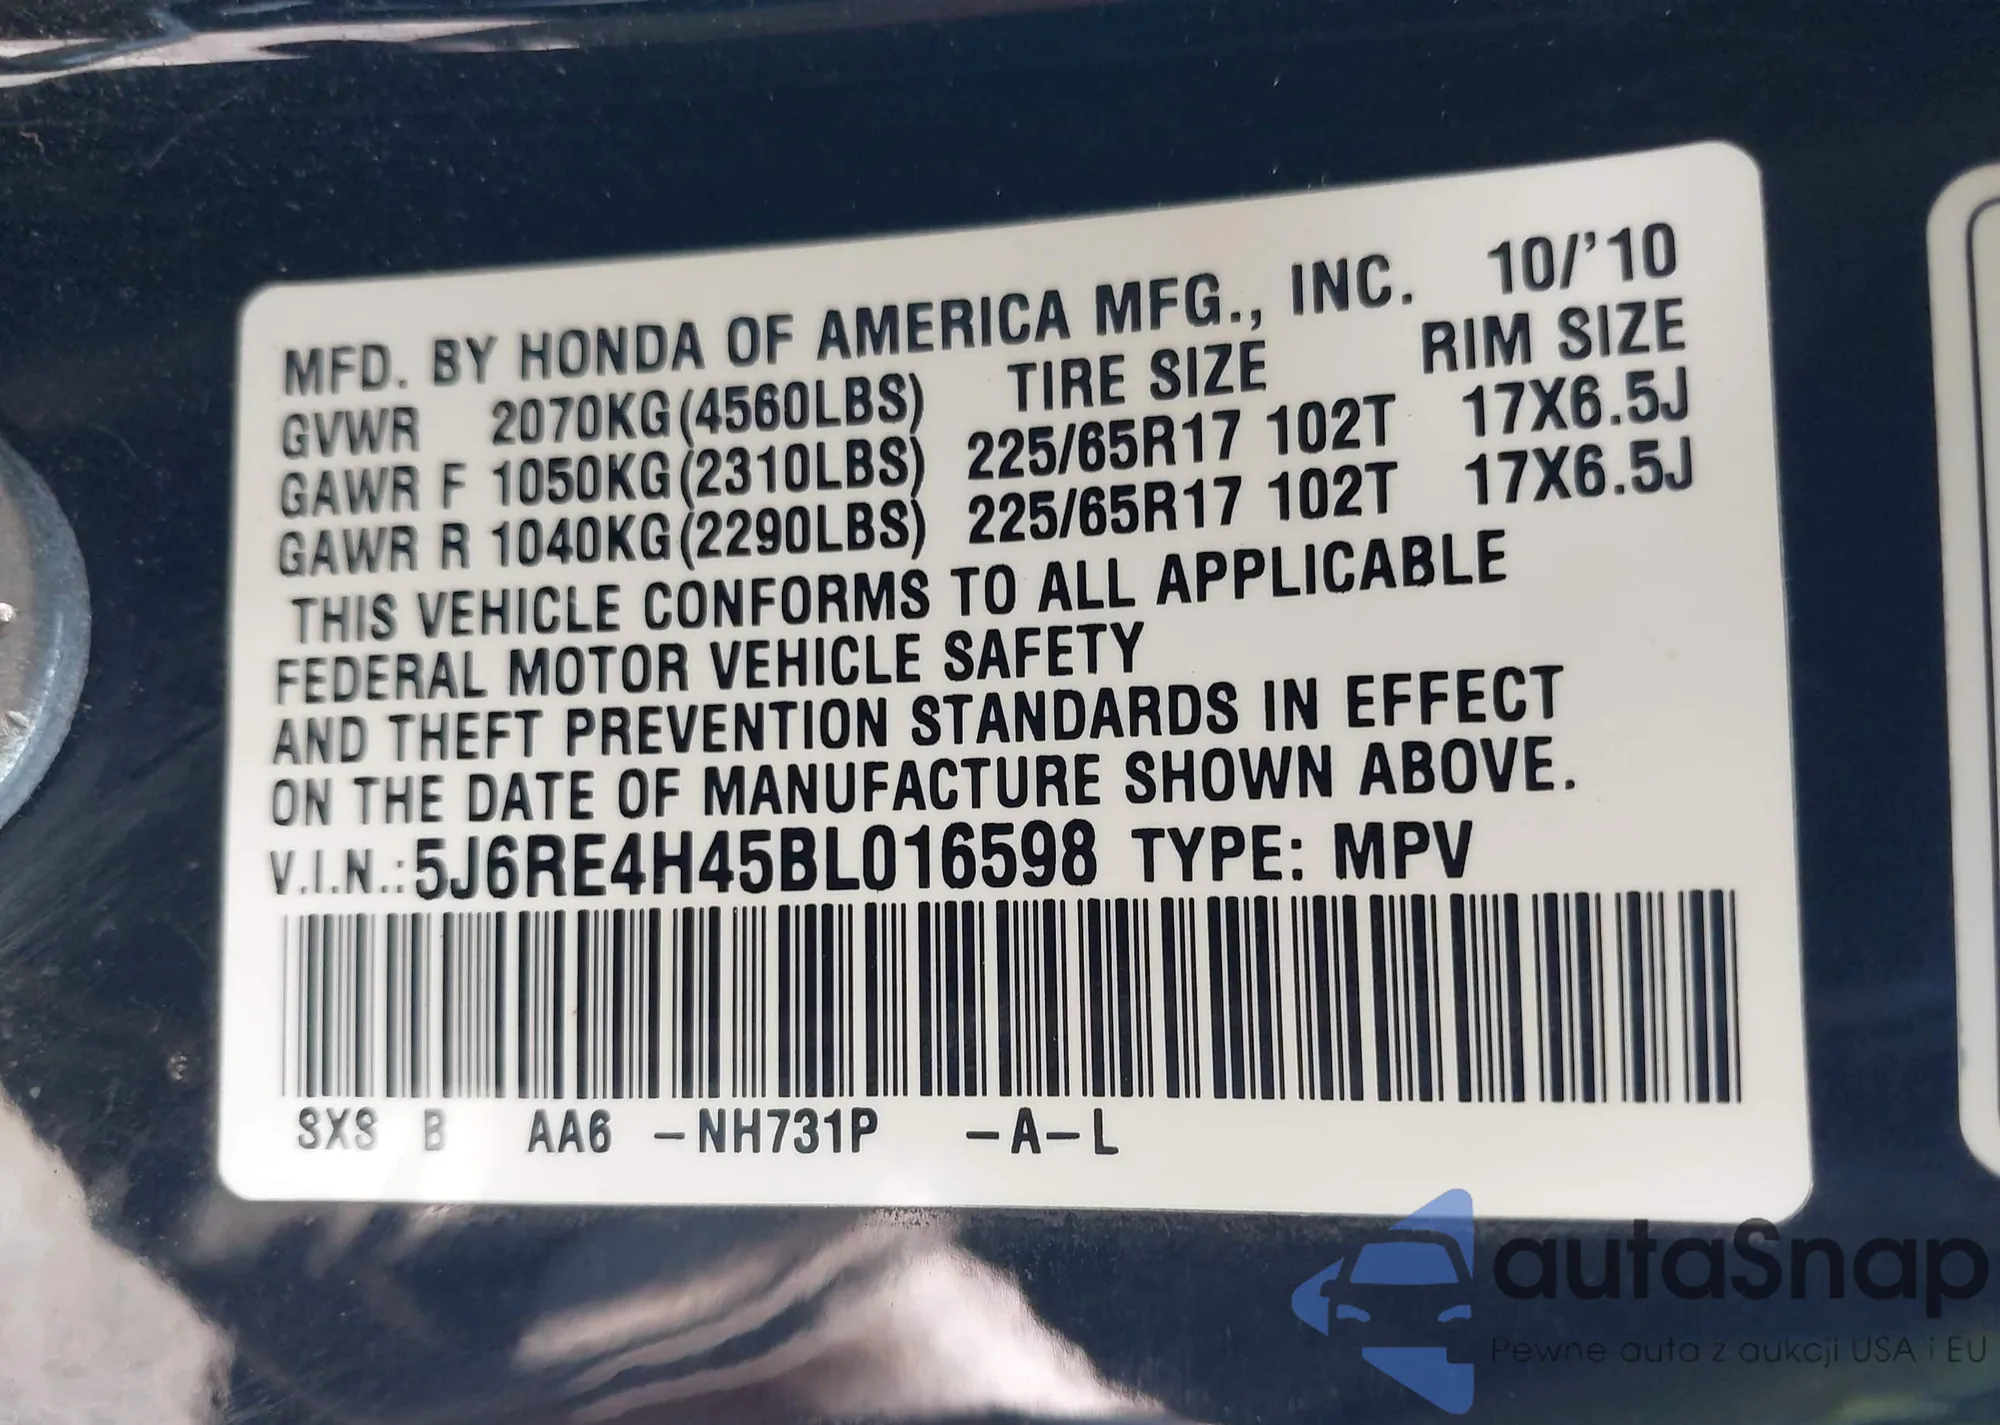 MFD. BY HONDA OF AMERICA MFG., INC. 10/'10
TIRE SIZE RIM SIZE
GVWR 2070KG(4560LBS)
GAWR F 1050KG(2310LBS) 225/65R17 102T 17X6.5J
GAWR R 1040KG(2290LBS) 225/65R17 102T 17X6.5J
THIS VEHICLE CONFORMS TO ALL APPLICABLE
FEDERAL MOTOR VEHICLE SAFETY
AND THEFT PREVENTION STANDARDS IN EFFECT
ON THE DATE OF MANUFACTURE SHOWN ABOVE.
V.I.N.:5J6RE4H45BL016598 TYPE: MPV
SXS B AA6 -NH731P -A-L
autaSnap
Pewne auta z aukcji USA i EU